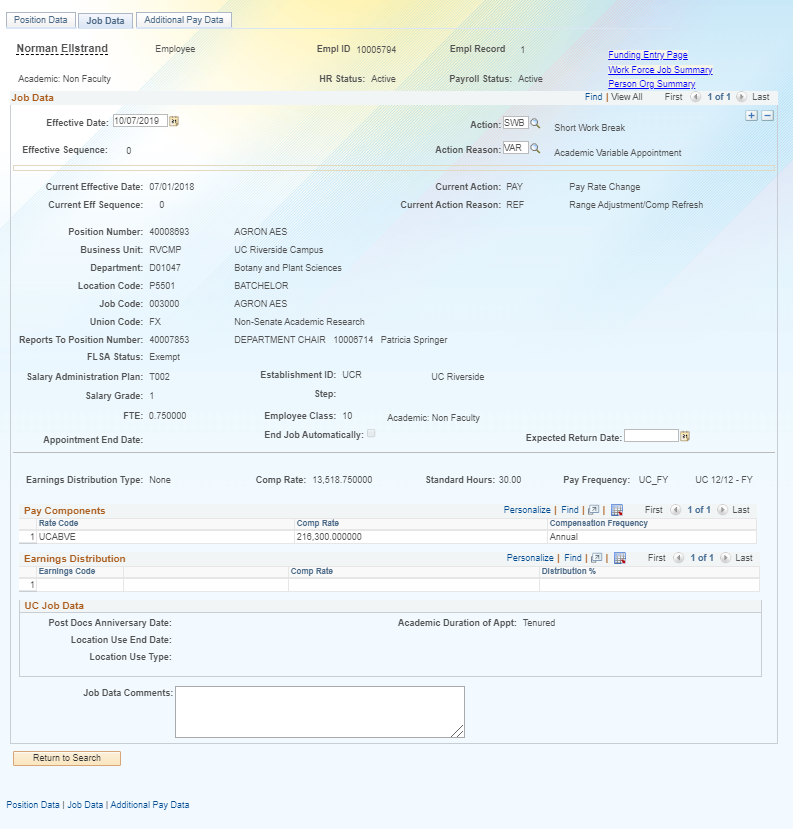 Position Data Job Data Additional Pay Data
Norman Ellstrand Employee Empl ID 10005794 Empl Record 1 Funding Entry Page
Work Force Job Summary
Academic: Non Faculty HR Status: Active Payroll Status: Active Person Org Summary
Job Data Find | View All First 1 of 1 Last
Effective Date: 10/07/2019 Action: SWB Short Work Break
Effective Sequence: 0 Action Reason: VAR Academic Variable Appointment
Current Effective Date: 07/01/2018 Current Action: PAY Pay Rate Change
Current Eff Sequence: 0 Current Action Reason: REF Range Adjustment/Comp Refresh
Position Number: 40008693 AGRON AES
Business Unit: RVCMP UC Riverside Campus
Department: D01047 Botany and Plant Sciences
Location Code: P5501 BATCHELOR
Job Code: 003000 AGRON AES
Union Code: FX Non-Senate Academic Research
Reports To Position Number: 40007853 DEPARTMENT CHAIR 10006714 Patricia Springer
FLSA Status: Exempt
Salary Administration Plan: T002 Establishment ID: UCR UC Riverside
Salary Grade: 1 Step:
FTE: 0.750000 Employee Class: 10 Academic: Non Faculty
Appointment End Date: End Job Automatically: Expected Return Date:
Earnings Distribution Type: None Comp Rate: 13,518.750000 Standard Hours: 30.00 Pay Frequency: UC_FY UC 12/12 - FY
Pay Components Personalize | Find | | First 1 of 1 Last
Rate Code Comp Rate Compensation Frequency
1 UCABVE 216,300.000000 Annual
Earnings Distribution Personalize | Find | | First 1 of 1 Last
Earnings Code Comp Rate Distribution %
1
UC Job Data
Post Docs Anniversary Date: Academic Duration of Appt: Tenured
Location Use End Date:
Location Use Type:
Job Data Comments:
Return to Search
Position Data | Job Data | Additional Pay Data